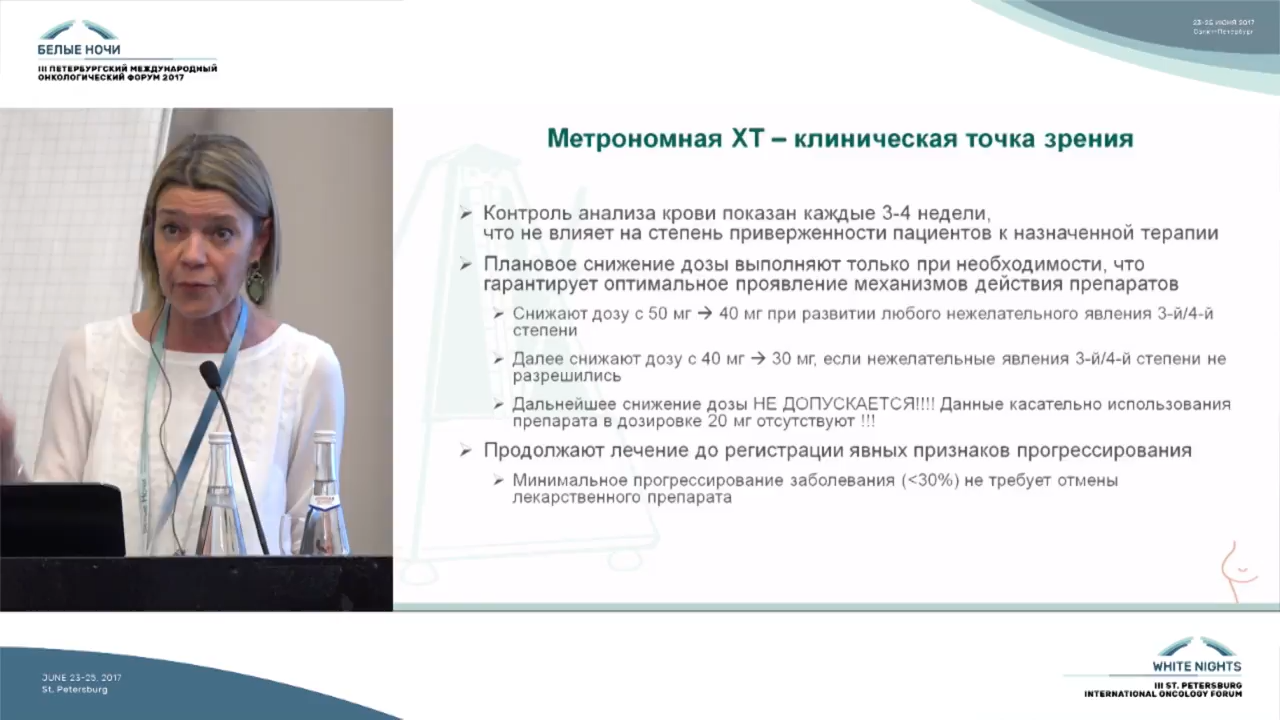 БЕЛЫЕ НОЧИ
III ПЕТЕРБУРГСКИЙ МЕЖДУНАРОДНЫЙ
ОНКОЛОГИЧЕСКИЙ ФОРУМ 2017
23-25 ИЮНЯ 2017
Санкт-Петербург
Метрономная ХТ – клиническая точка зрения
➢ Контроль анализа крови показан каждые 3-4 недели,
что не влияет на степень приверженности пациентов к назначенной терапии
➢ Плановое снижение дозы выполняют только при необходимости, что
гарантирует оптимальное проявление механизмов действия препаратов
➢ Снижают дозу с 50 мг → 40 мг при развитии любого нежелательного явления 3-й/4-й
степени
➢ Далее снижают дозу с 40 мг → 30 мг, если нежелательные явления 3-й/4-й степени не
разрешились
➢ Дальнейшее снижение дозы НЕ ДОПУСКАЕТСЯ!!!! Данные касательно использования
препарата в дозировке 20 мг отсутствуют !!!
➢ Продолжают лечение до регистрации явных признаков прогрессирования
➢ Минимальное прогрессирование заболевания (<30%) не требует отмены
лекарственного препарата
JUNE 23-25, 2017
St. Petersburg
WHITE NIGHTS
III ST. PETERSBURG
INTERNATIONAL ONCOLOGY FORUM